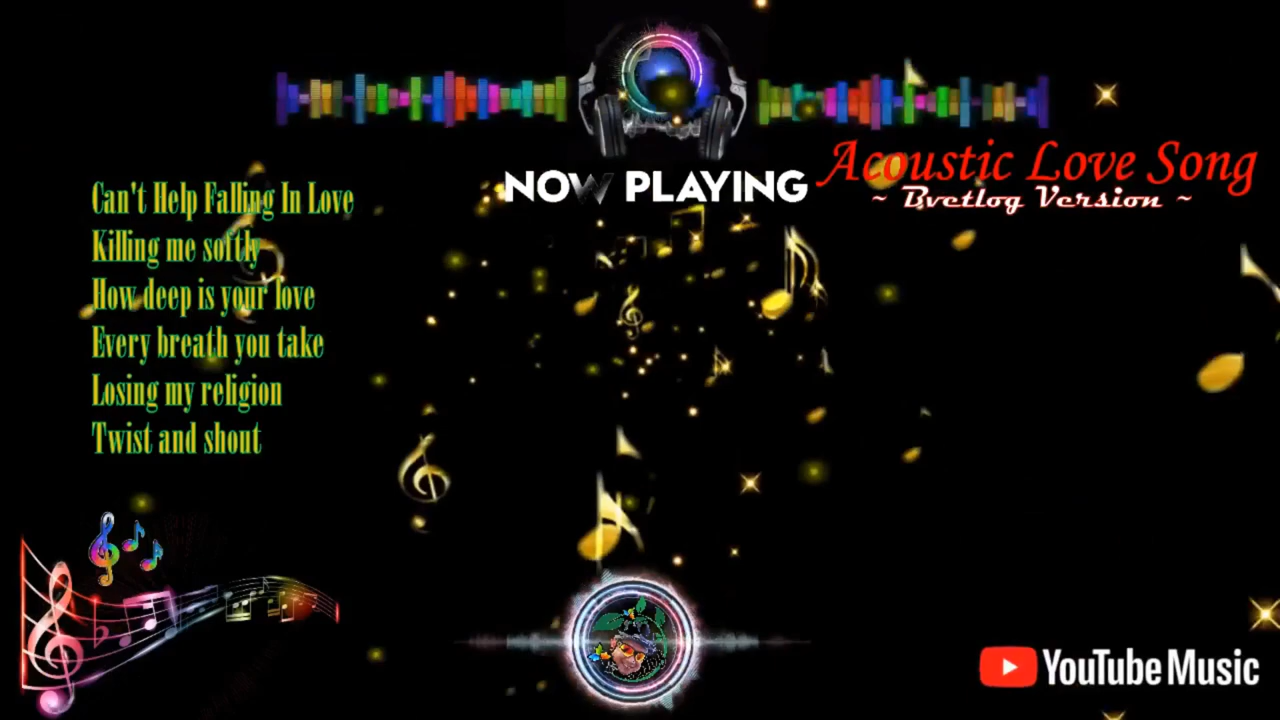 NOW PLAYING
Acoustic Love Song
~ Bvetlog Version ~
Can't Help Falling In Love
Killing me softly
How deep is your love
Every breath you take
Losing my religion
Twist and shout
YouTube Music